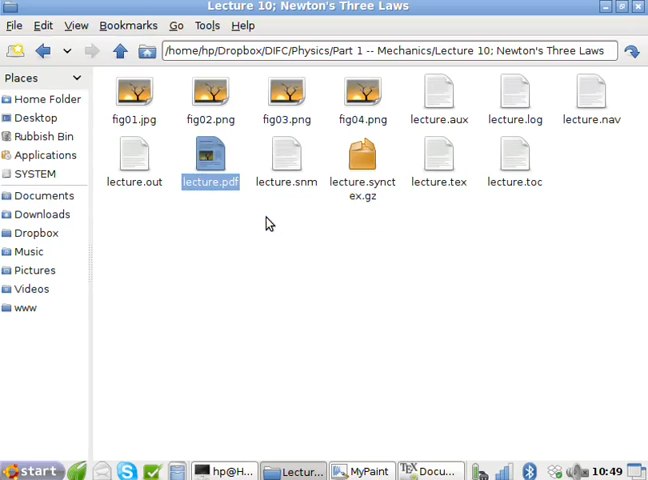 Lecture 10; Newton's Three Laws
File Edit View Bookmarks Go Tools Help
/home/hp/Dropbox/DIFC/Physics/Part 1 -- Mechanics/Lecture 10; Newton's Three Laws
Places
Home Folder
Desktop
Rubbish Bin
Applications
SYSTEM
Documents
Downloads
Dropbox
Music
Pictures
Videos
www
fig01.jpg fig02.png fig03.png fig04.png lecture.aux lecture.log lecture.nav
lecture.out lecture.pdf lecture.snm lecture.synct lecture.tex lecture.toc
ex.gz
start hp@H... Lectur... MyPaint TEX Docu... 10:49